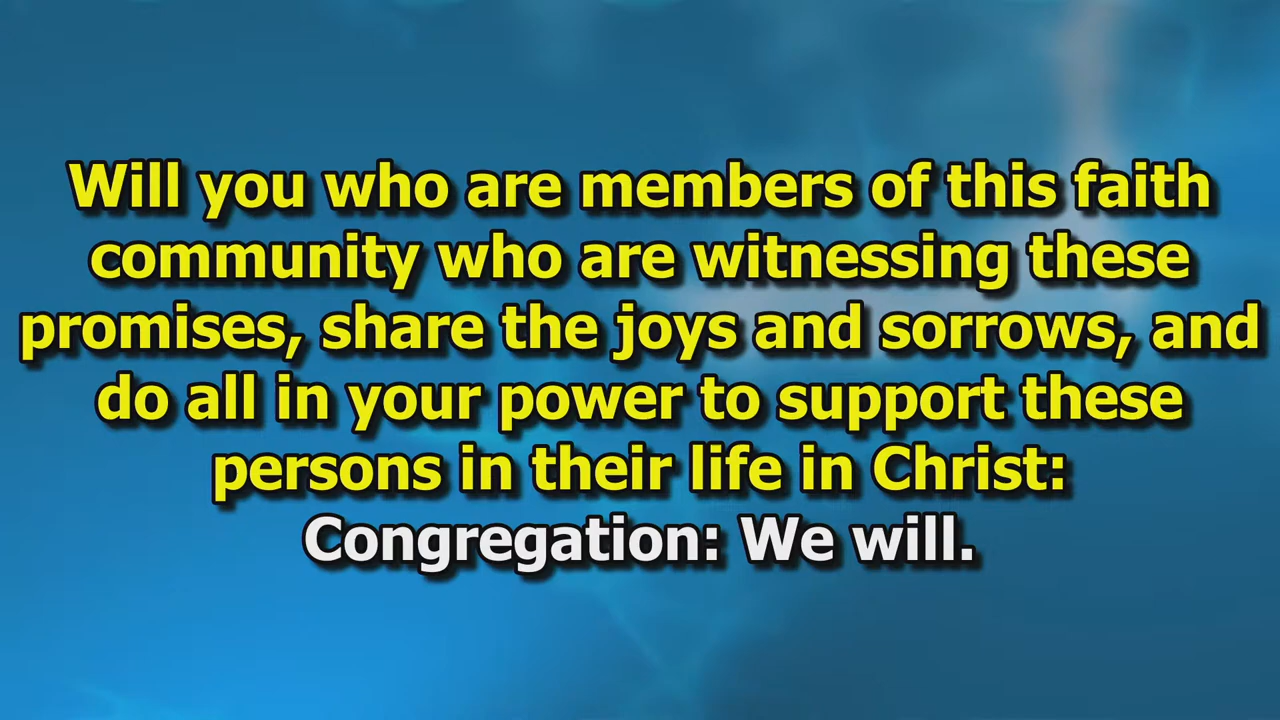 Will you who are members of this faith
community who are witnessing these
promises, share the joys and sorrows, and
do all in your power to support these
persons in their life in Christ:
Congregation: We will.